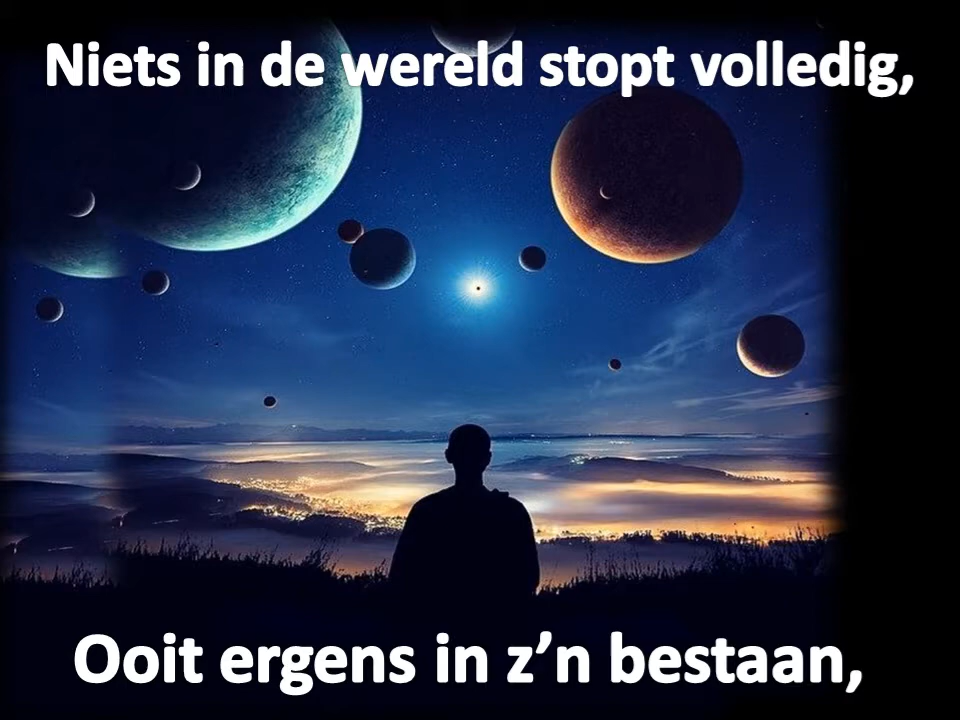 Niets in de wereld stopt volledig,
Ooit ergens in z’n bestaan,